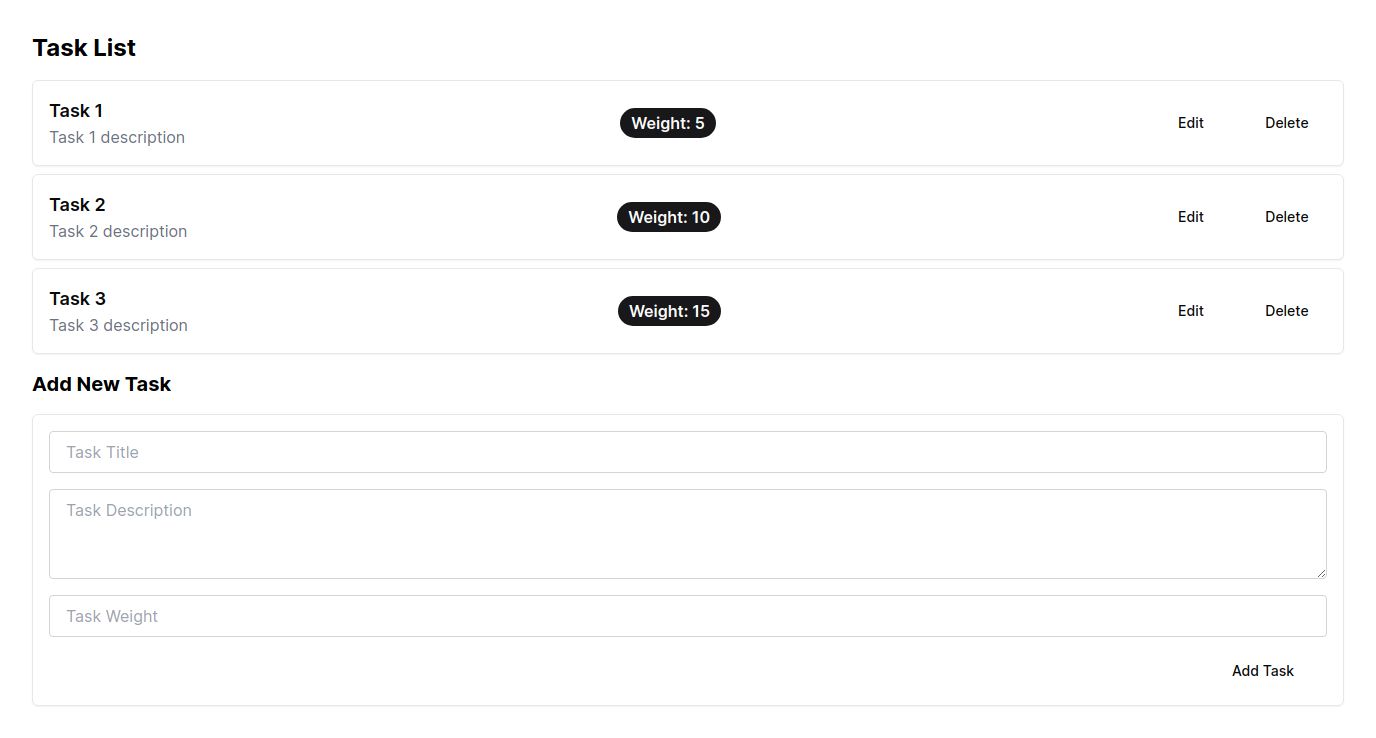 Task List
Task 1
Task 1 description
Weight: 5
Edit
Delete
Task 2
Task 2 description
Weight: 10
Edit
Delete
Task 3
Task 3 description
Weight: 15
Edit
Delete
Add New Task
Task Title
Task Description
Task Weight
Add Task